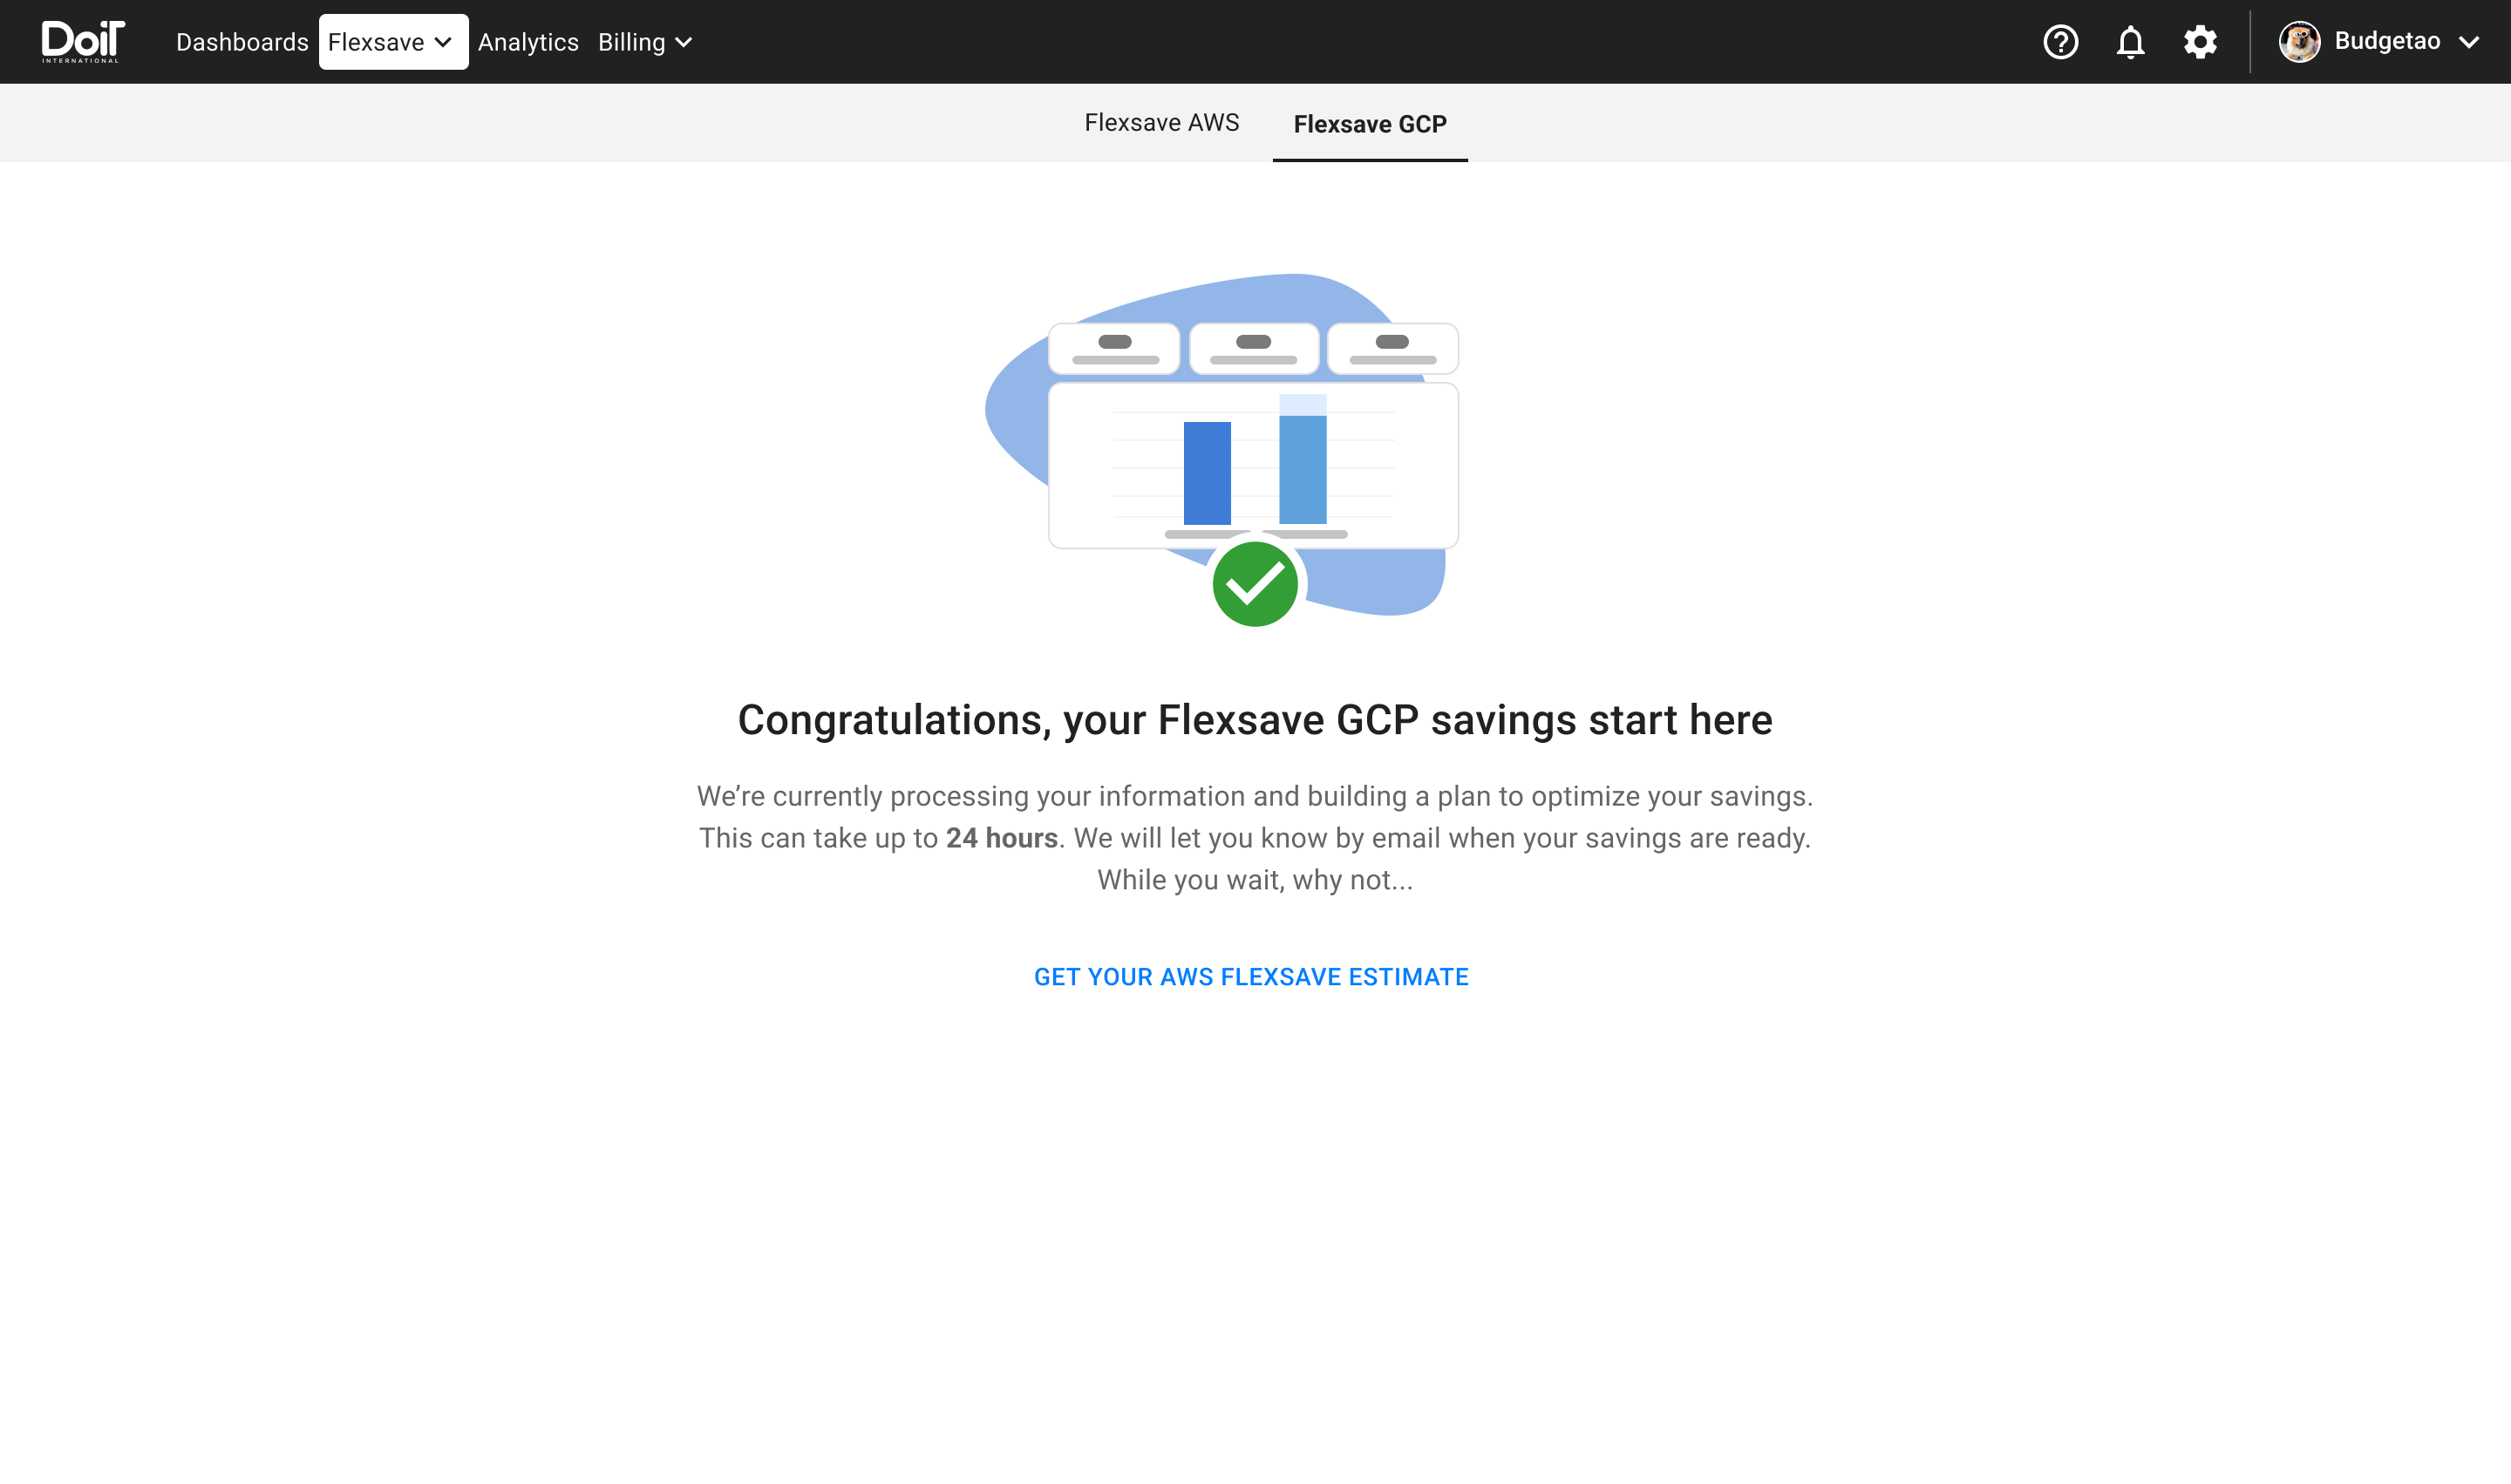 DoiT
INTERNATIONAL
Dashboards Flexsave Analytics Billing
Budgetao
Flexsave AWS Flexsave GCP
Congratulations, your Flexsave GCP savings start here
We’re currently processing your information and building a plan to optimize your savings.
This can take up to 24 hours. We will let you know by email when your savings are ready.
While you wait, why not...
GET YOUR AWS FLEXSAVE ESTIMATE